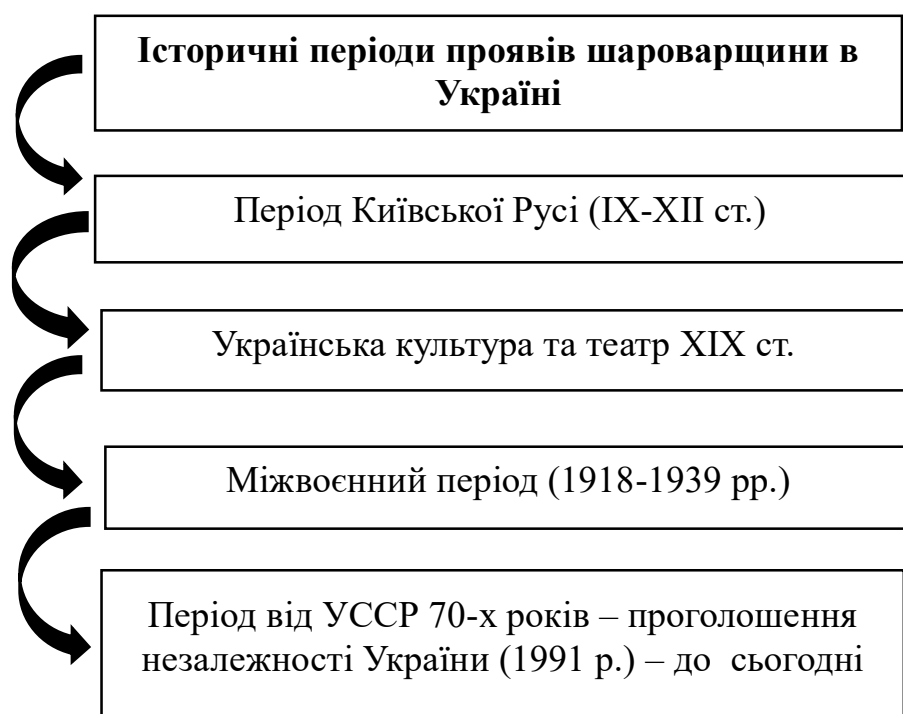 Історичні періоди проявів шароварщини в
Україні
Період Київської Русі (IX-XII ст.)
Українська культура та театр XIX ст.
Міжвоєнний період (1918-1939 рр.)
Період від УССР 70-х років – проголошення
незалежності України (1991 р.) – до сьогодні